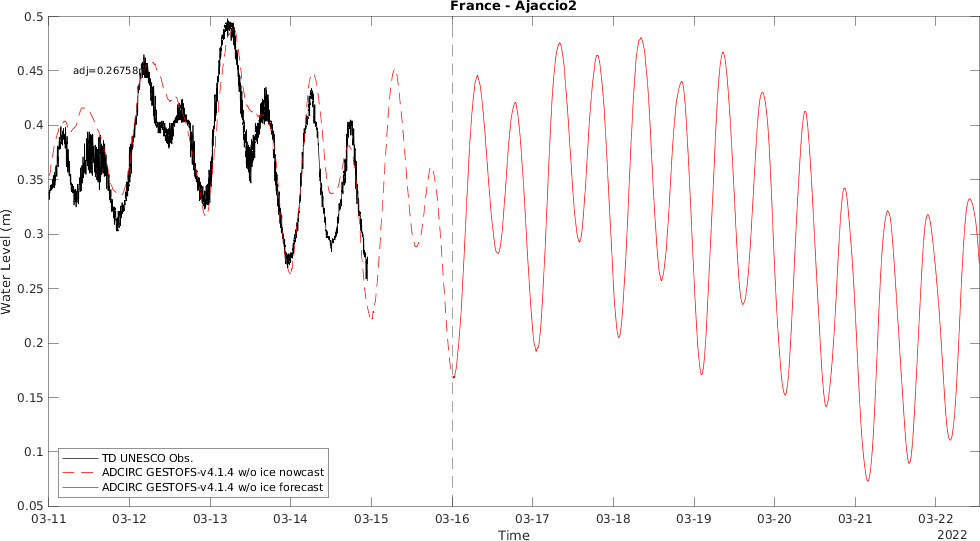 France - Ajaccio2
adj=0.26758
0.5
0.45
0.4
0.35
0.3
0.25
0.2
0.15
0.1
0.05
Water Level (m)
TD UNESCO Obs.
ADCIRC GESTOFS-v4.1.4 w/o ice nowcast
ADCIRC GESTOFS-v4.1.4 w/o ice forecast
03-11 03-12 03-13 03-14 03-15 03-16 03-17 03-18 03-19 03-20 03-21 03-22
Time
2022